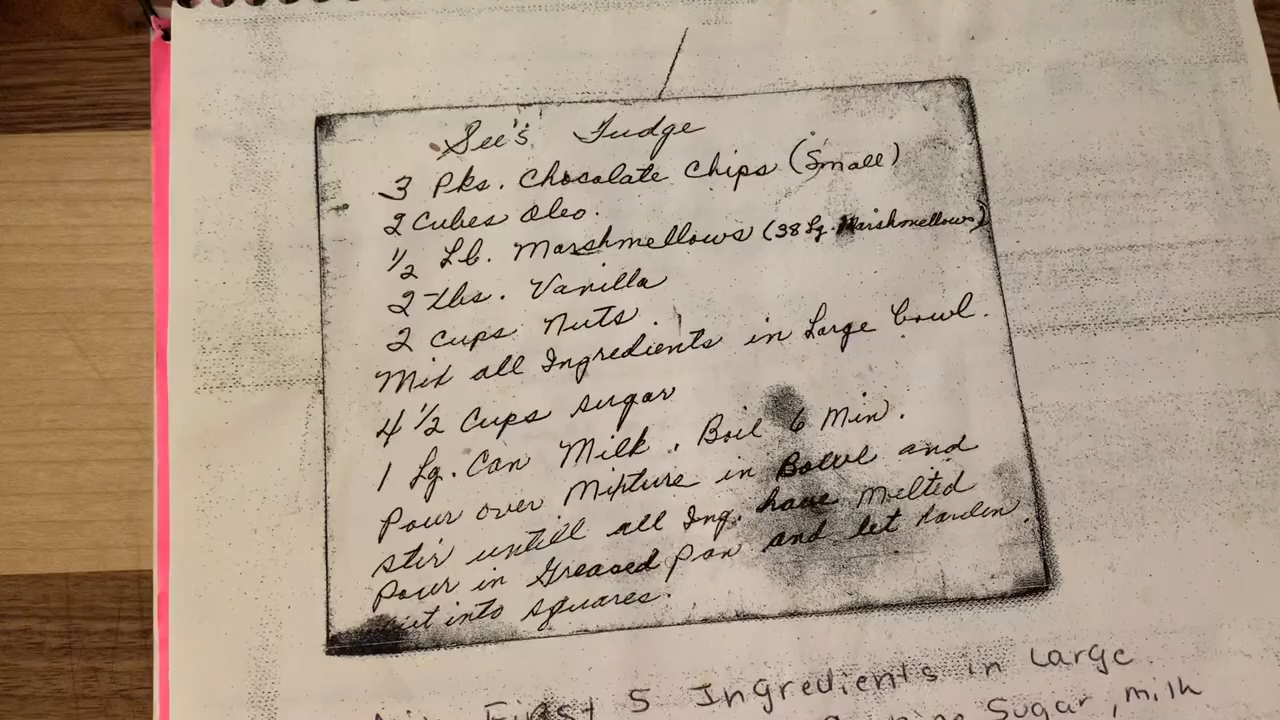 See's Fudge
3 Pks. Chocolate Chips (Small)
2 Cubes Oleo.
1/2 Lb. Marshmellows (38 Lg. Marshmellows)
2 Tbs. Vanilla
2 cups Nuts
Mix all Ingredients in Large bowl.
4 1/2 Cups sugar
1 Lg. Can Milk. Boil 6 Min.
Pour over Mixture in Bowl and
stir untill all Ing. have melted
Pour in Greased pan and let harden.
cut into squares.
First 5 Ingredients in Large
Sugar, milk